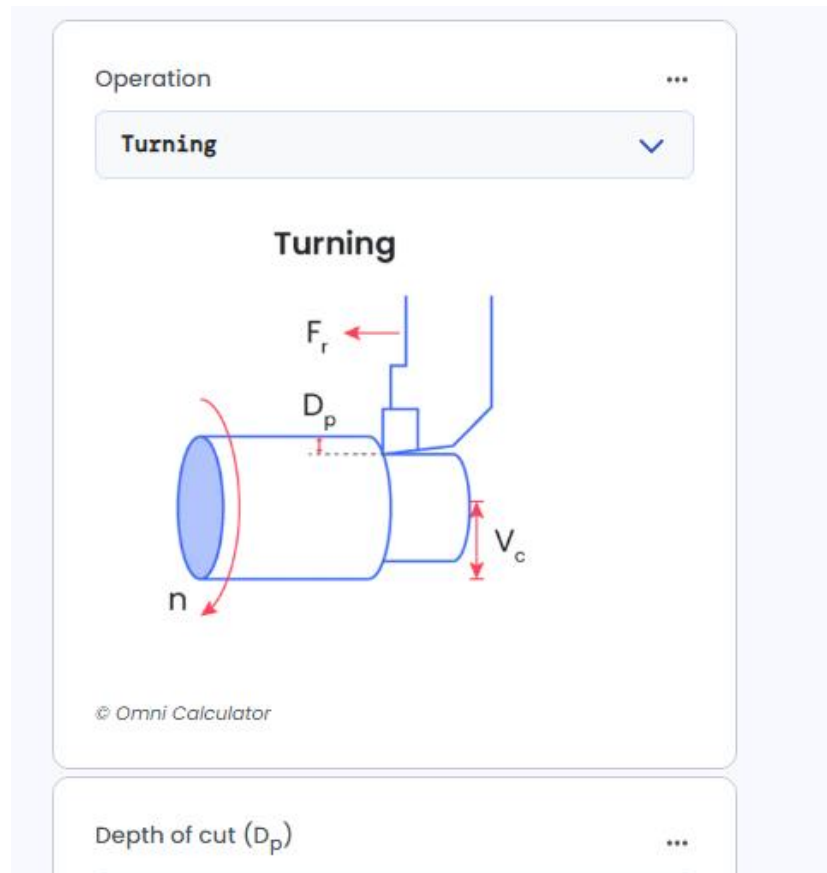 Operation
...
Turning
Turning
Fr
Dp
Vc
n
© Omni Calculator
Depth of cut (Dp)
...